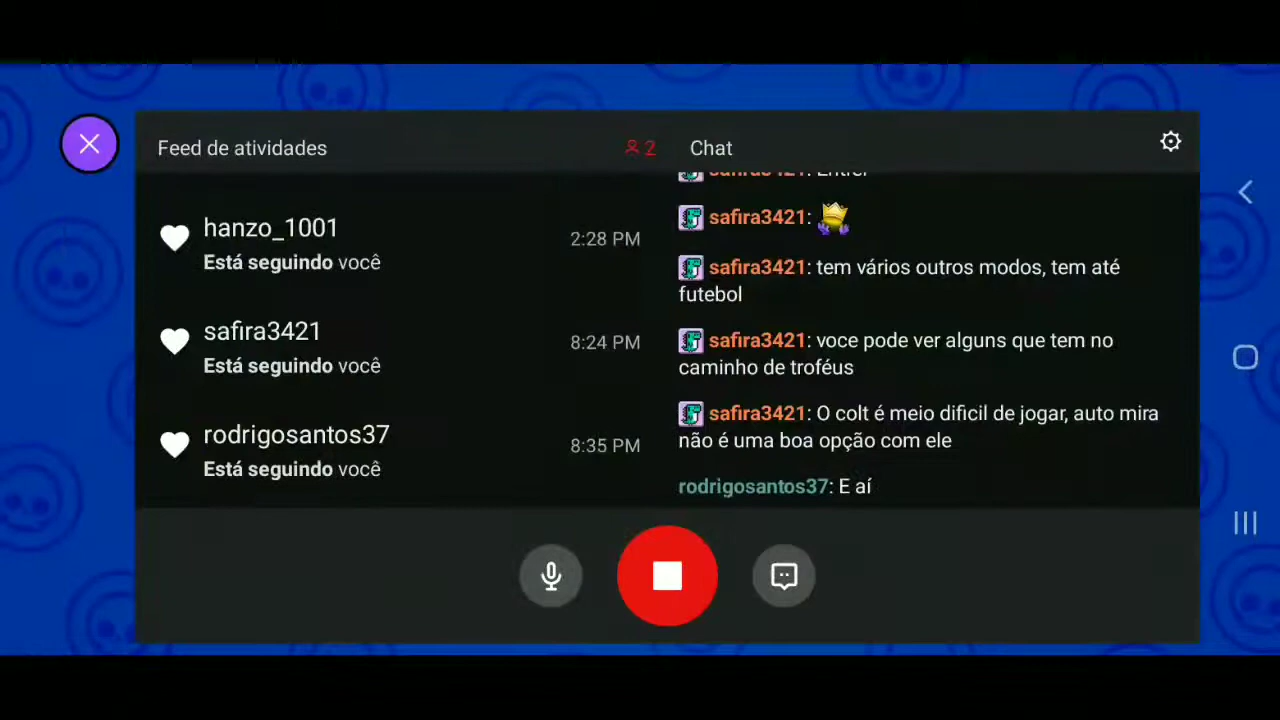 Feed de atividades
2
Chat
hanzo_1001
Está seguindo você
2:28 PM
safira3421
Está seguindo você
8:24 PM
rodrigosantos37
Está seguindo você
8:35 PM
safira3421: Entrei
safira3421:
safira3421: tem vários outros modos, tem até
futebol
safira3421: voce pode ver alguns que tem no
caminho de troféus
safira3421: O colt é meio dificil de jogar, auto mira
não é uma boa opção com ele
rodrigosantos37: E aí